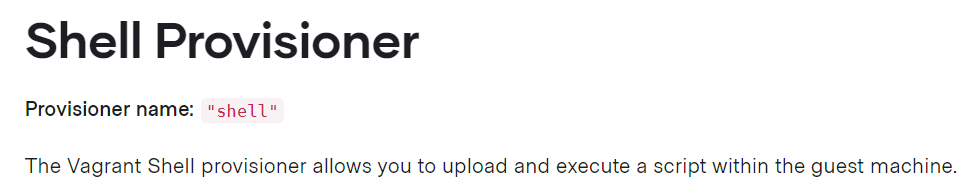 Shell Provisioner
Provisioner name: "shell"
The Vagrant Shell provisioner allows you to upload and execute a script within the guest machine.